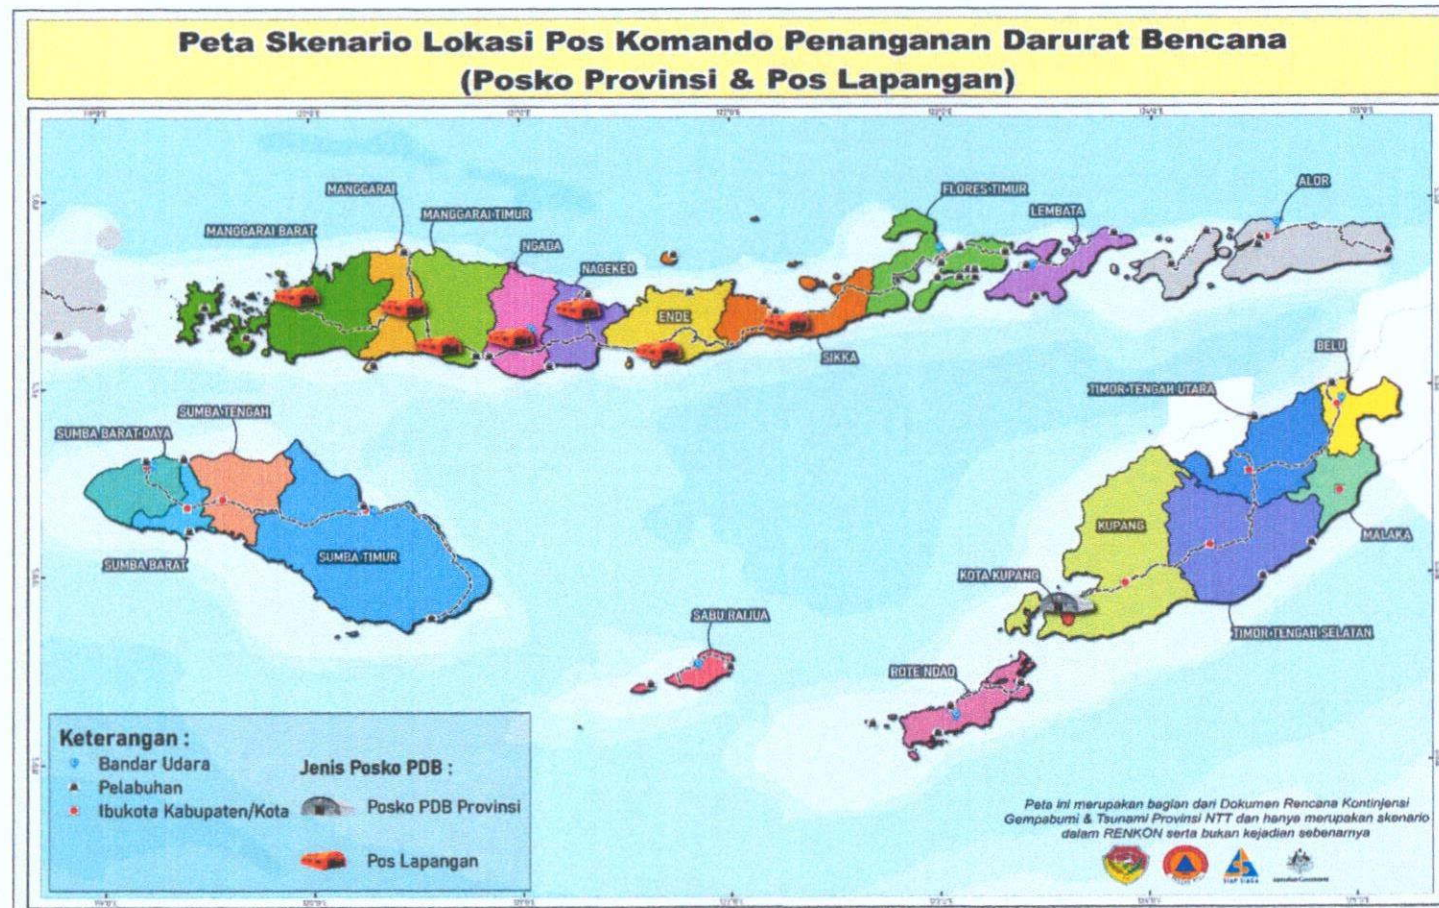 Peta Skenario Lokasi Pos Komando Penanganan Darurat Bencana
(Posko Provinsi & Pos Lapangan)
MANGGARAI
MANGGARAI TIMUR
MANGGARAI BARAT
NGADA
NAGEKEO
ENDE
SIKKA
FLORES TIMUR
LEMBATA
ALOR
BELU
TIMOR TENGAH UTARA
SUMBA TENGAH
SUMBA BARAT DAYA
SUMBA BARAT
SUMBA TIMUR
KUPANG
MALAKA
KOTA KUPANG
TIMOR TENGAH SELATAN
SABU RAIJUA
ROTE NDAO
Keterangan :
Bandar Udara
Pelabuhan
Ibukota Kabupaten/Kota
Jenis Posko PDB :
Posko PDB Provinsi
Pos Lapangan
Peta ini merupakan bagian dari Dokumen Rencana Kontinjensi
Gempabumi & Tsunami Provinsi NTT dan hanya merupakan skenario
dalam RENKON serta bukan kejadian sebenarnya
SIAP SIAGA